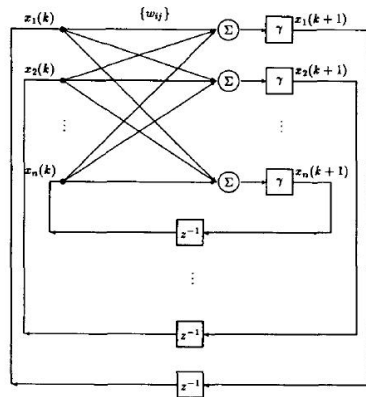 x₁(k) {wᵢⱼ} Σ γ x₁(k + 1)
x₂(k) Σ γ x₂(k + 1)
⋮ ⋮
xₙ(k) Σ γ xₙ(k + 1)
z⁻¹
⋮
z⁻¹
z⁻¹